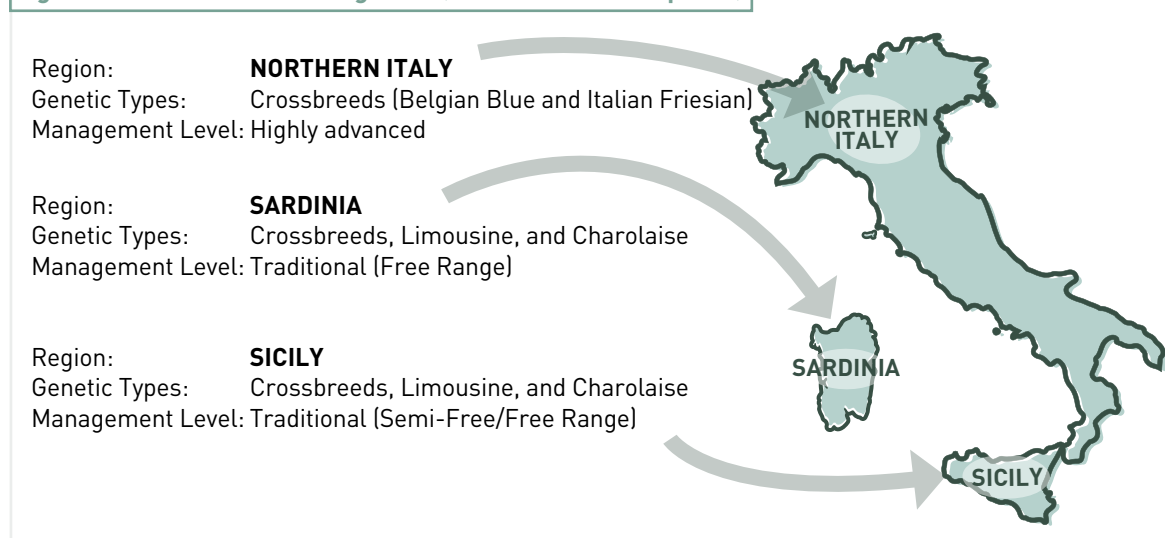 Region: NORTHERN ITALY
Genetic Types: Crossbreeds (Belgian Blue and Italian Friesian)
Management Level: Highly advanced
Region: SARDINIA
Genetic Types: Crossbreeds, Limousine, and Charolaise
Management Level: Traditional (Free Range)
Region: SICILY
Genetic Types: Crossbreeds, Limousine, and Charolaise
Management Level: Traditional (Semi-Free/Free Range)
NORTHERN
ITALY
SARDINIA
SICILY